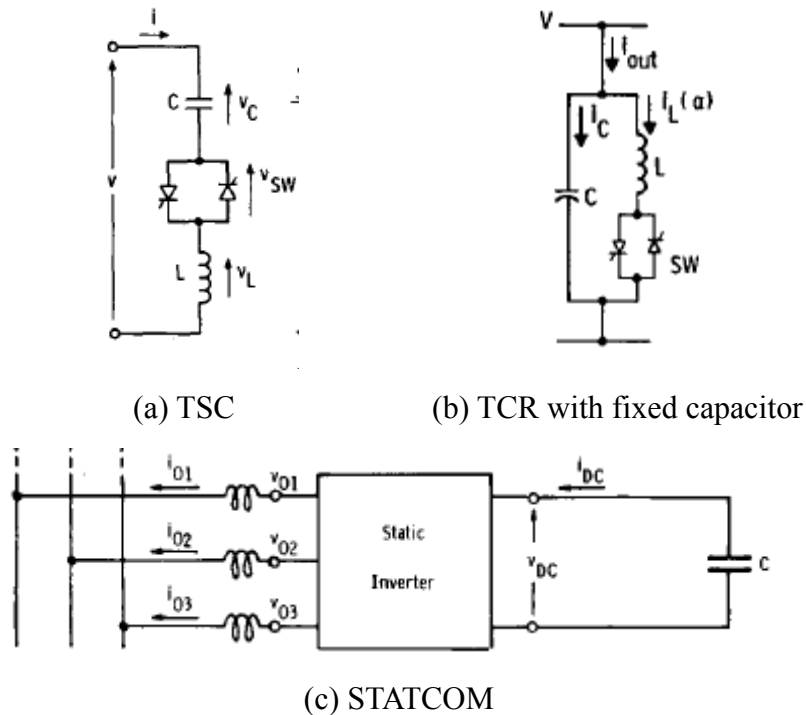 i
C
v_C
v
v_SW
L
v_L
(a) TSC
V
i_out
i_C
i_L(α)
L
C
SW
(b) TCR with fixed capacitor
i_O1
v_O1
i_O2
v_O2
i_O3
v_O3
Static
Inverter
i_DC
v_DC
C
(c) STATCOM